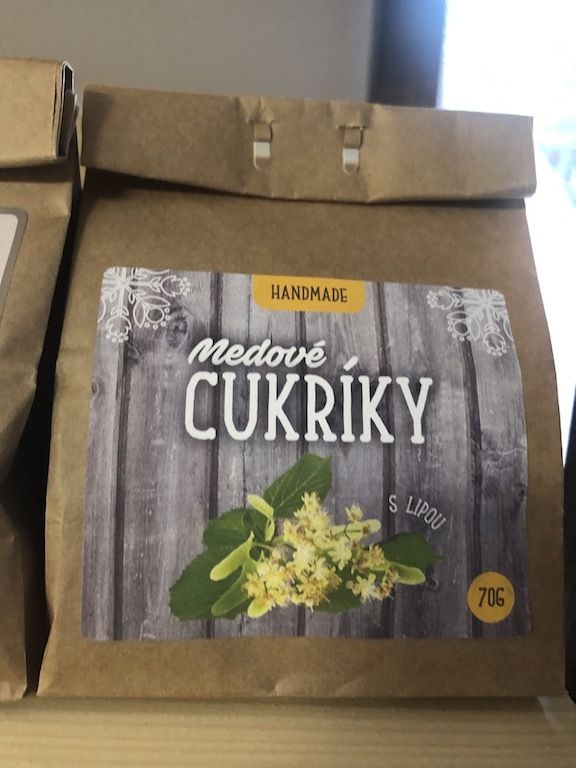 HANDMADE
Medové
CUKRÍKY
S LIPOU
70G